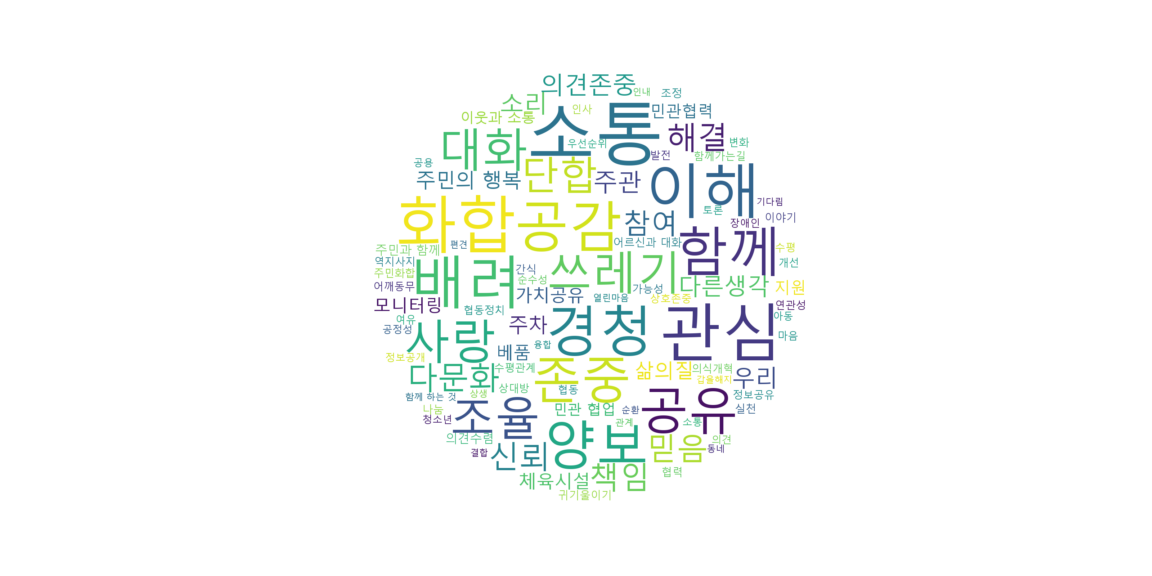 의견존중
인내
조정
소리
인사
민관협력
이웃과 소통
소통
해결
대화
우선순위
변화
공용
단합
발전
함께가는길
주민의 행복
주관
이해
기다림
화합
공감
참여
토론
장애인
이야기
편견
어르신과 대화
함께
수평
주민과 함께
역지사지
배려
간식
쓰레기
개선
주민화합
순수성
다른생각
어깨동무
가치공유
가능성
지원
모니터링
열린마음
상호존중
연관성
여유
협동정치
주차
경청
관심
아동
공정성
사랑
마음
정보공개
베품
융합
수평관계
존중
삶의질
의식개혁
다문화
우리
상대방
협동
함께 하는 것
상생
공유
정보공유
나눔
조율
민관 협업
순환
실천
청소년
양보
관계
소통
의견수렴
신뢰
믿음
의견
결합
동네
체육시설
책임
협력
귀기울이기